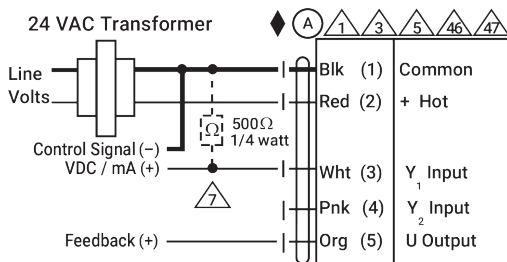 24 VAC Transformer
A 1 3 5 46 47
Line
Volts
Blk (1) Common
Red (2) + Hot
Ω 500Ω
1/4 watt
Control Signal (−)
VDC / mA (+)
7
Wht (3) Y1 Input
Pnk (4) Y2 Input
Feedback (+)
Org (5) U Output